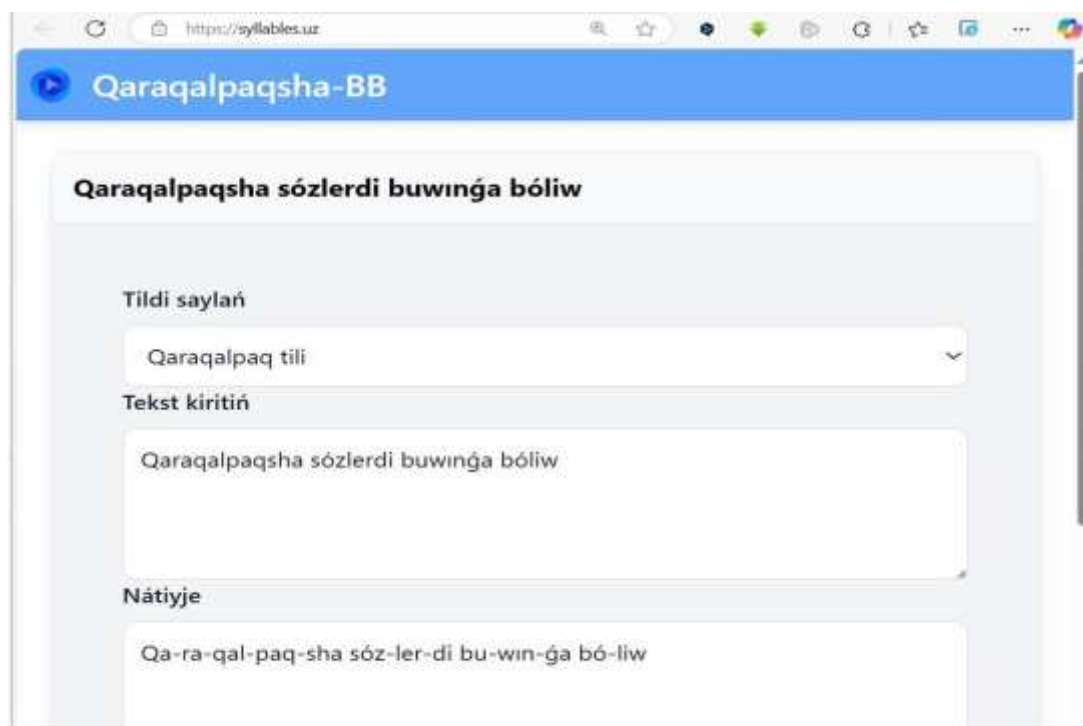 https://syllables.uz
Qaraqalpaqsha-BB
Qaraqalpaqsha sózlerdi buwınǵa bóliw
Tildi saylań
Qaraqalpaq tili
Tekst kiritiń
Qaraqalpaqsha sózlerdi buwınǵa bóliw
Nátiyje
Qa-ra-qal-paq-sha sóz-ler-di bu-wın-ǵa bó-liw